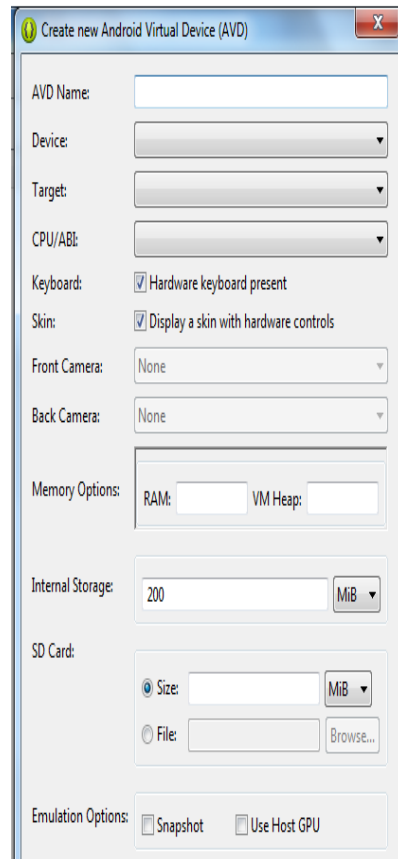 Create new Android Virtual Device (AVD)
X
AVD Name:
Device:
Target:
CPU/ABI:
Keyboard: Hardware keyboard present
Skin: Display a skin with hardware controls
Front Camera: None
Back Camera: None
Memory Options: RAM: VM Heap:
Internal Storage: 200 MiB
SD Card:
Size: MiB
File: Browse...
Emulation Options: Snapshot Use Host GPU